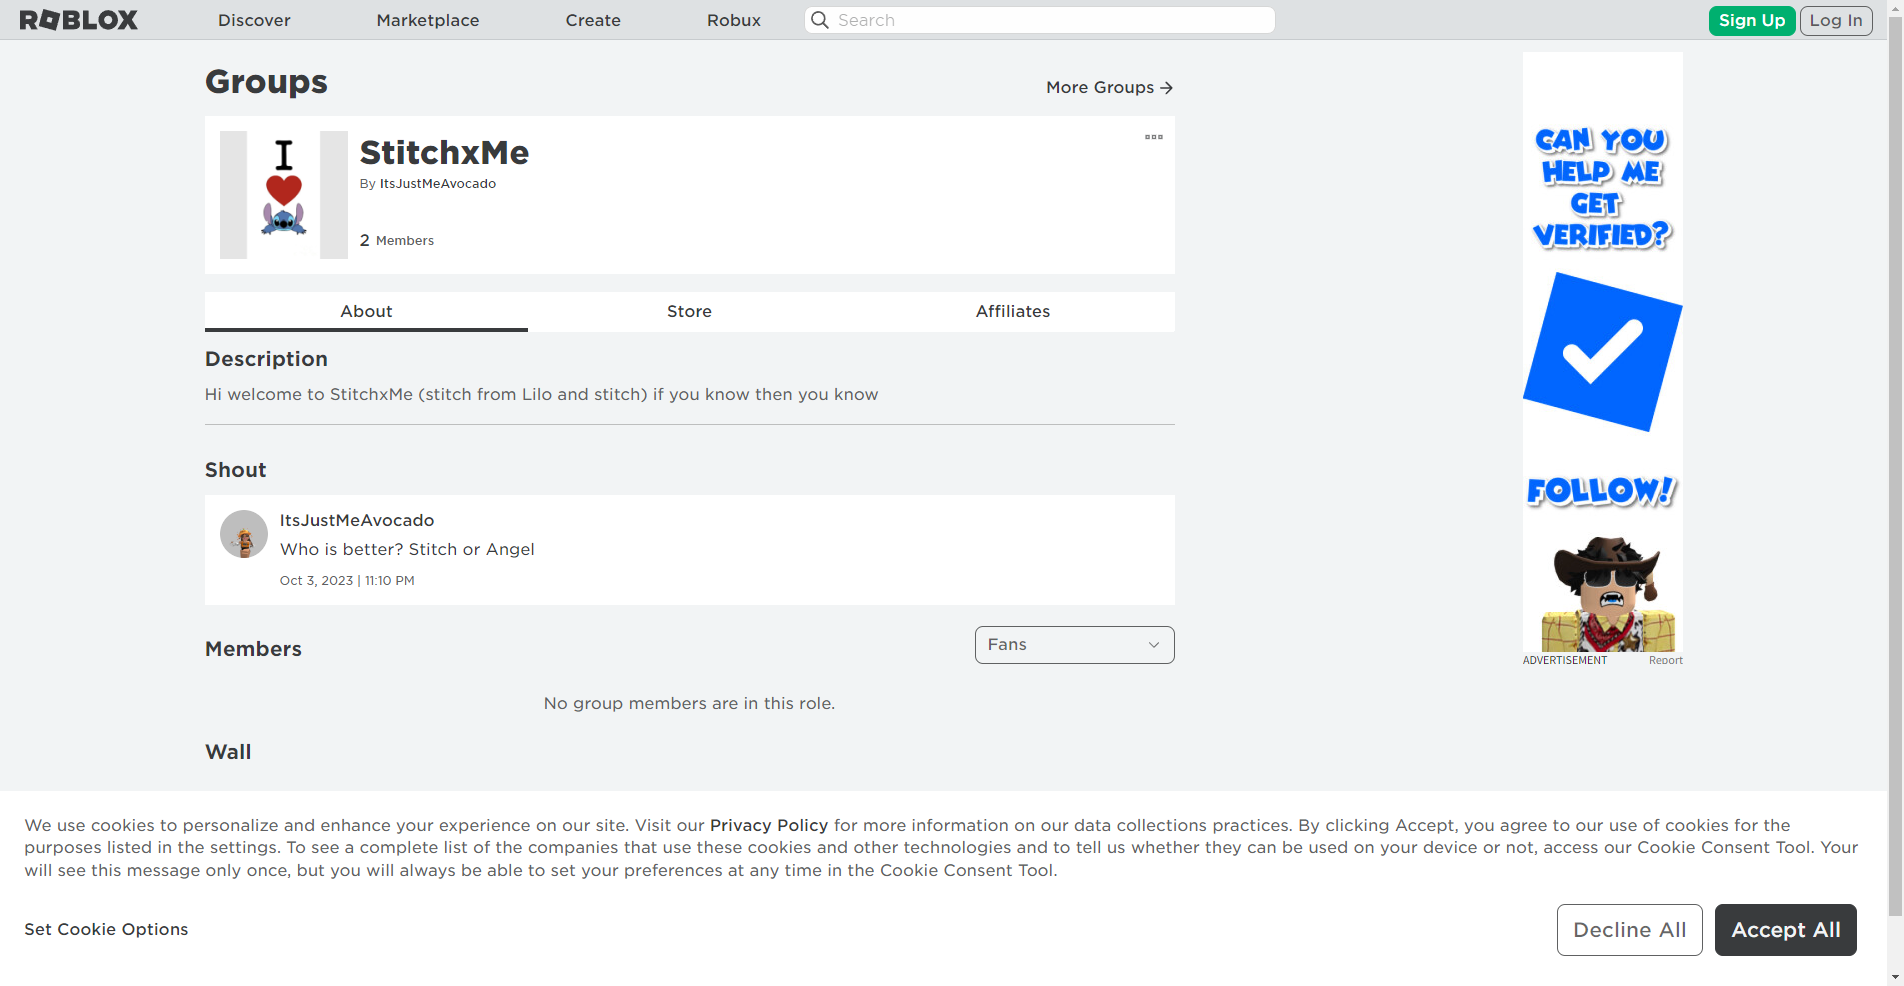 ROBLOX
Discover
Marketplace
Create
Robux
Search
Sign Up
Log In
Groups
More Groups
I
StitchxMe
By ItsJustMeAvocado
2 Members
About
Store
Affiliates
Description
Hi welcome to StitchxMe (stitch from Lilo and stitch) if you know then you know
Shout
ItsJustMeAvocado
Who is better? Stitch or Angel
Oct 3, 2023 | 11:10 PM
Members
Fans
No group members are in this role.
Wall
CAN YOU
HELP ME
GET
VERIFIED?
FOLLOW!
ADVERTISEMENT
Report
We use cookies to personalize and enhance your experience on our site. Visit our Privacy Policy for more information on our data collections practices. By clicking Accept, you agree to our use of cookies for the
purposes listed in the settings. To see a complete list of the companies that use these cookies and other technologies and to tell us whether they can be used on your device or not, access our Cookie Consent Tool. Your
will see this message only once, but you will always be able to set your preferences at any time in the Cookie Consent Tool.
Set Cookie Options
Decline All
Accept All